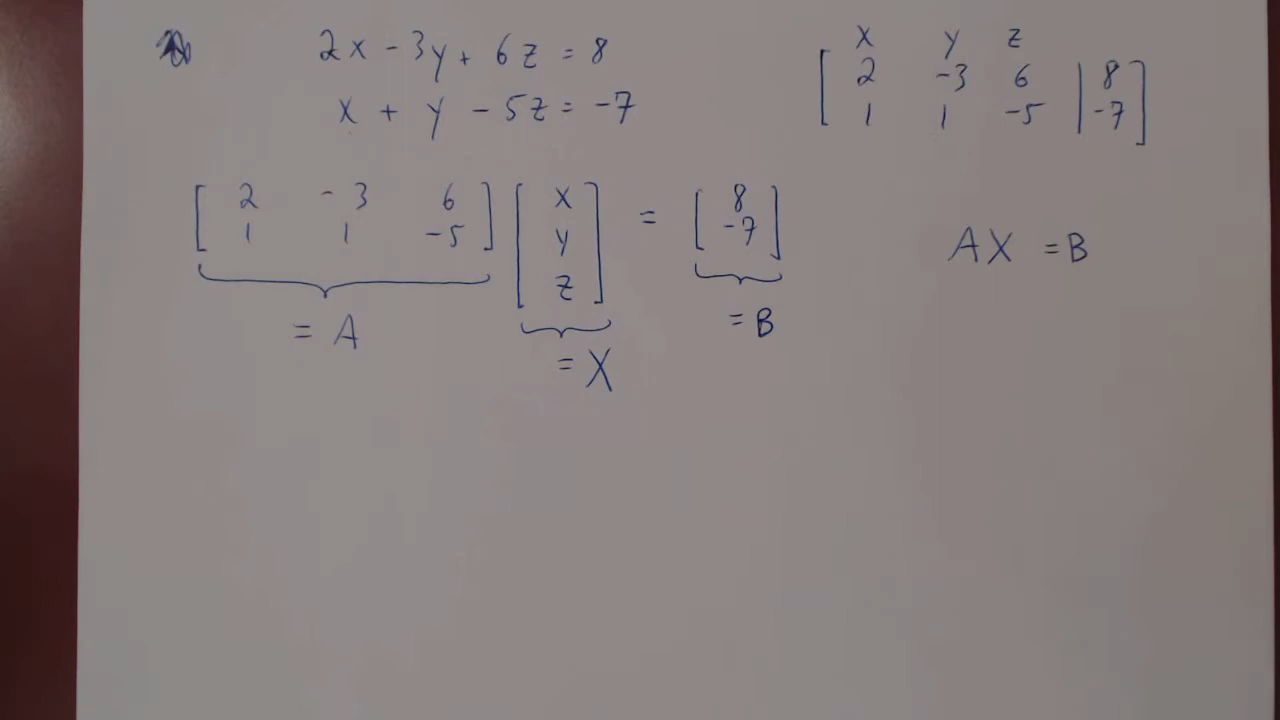 2x - 3y + 6z = 8
x + y - 5z = -7
x y z
[ 2 -3 6 | 8 ]
[ 1 1 -5 | -7 ]
[ 2 -3 6 ] [ x ] = [ 8 ]
[ 1 1 -5 ] [ y ] [ -7 ]
[ z ]
AX = B
= A
= X
= B